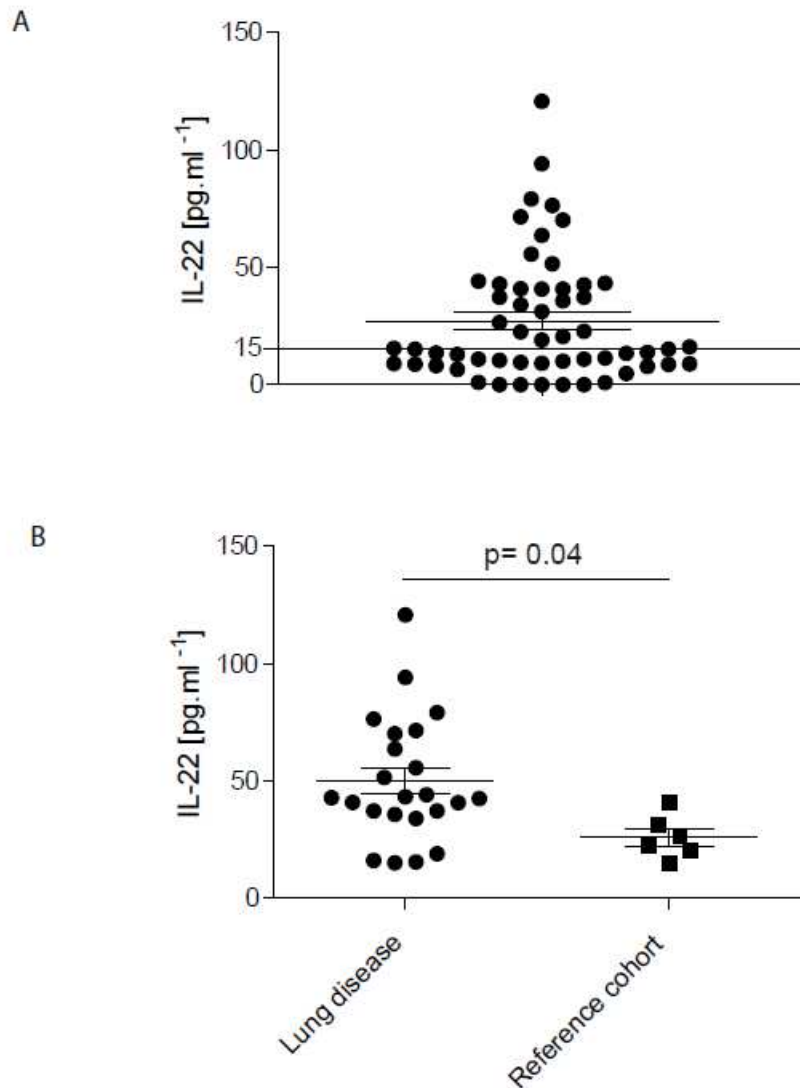 A
150
100
50
15
0
IL-22 [pg.ml⁻¹]
B
p= 0.04
150
100
50
0
IL-22 [pg.ml⁻¹]
Lung disease
Reference cohort